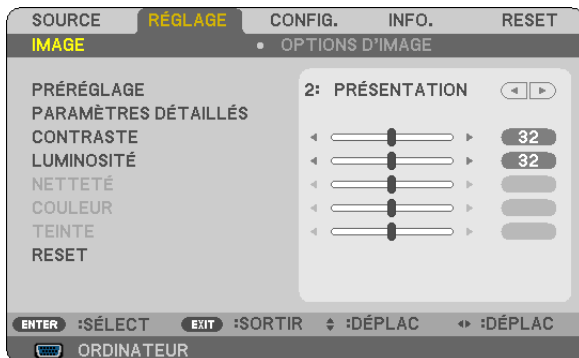 SOURCE RÉGLAGE CONFIG. INFO. RESET
IMAGE • OPTIONS D'IMAGE
PRÉRÉGLAGE 2: PRÉSENTATION
PARAMÈTRES DÉTAILLÉS
CONTRASTE 32
LUMINOSITÉ 32
NETTETÉ
COULEUR
TEINTE
RESET
ENTER :SÉLECT EXIT :SORTIR :DÉPLAC :DÉPLAC
ORDINATEUR